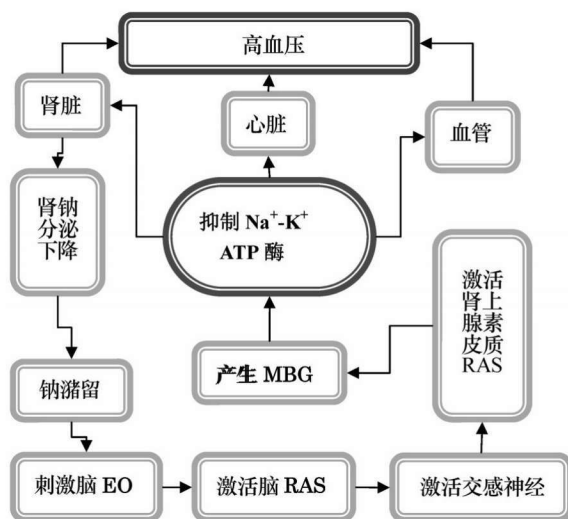 高血压
肾脏
心脏
血管
肾钠
分泌
下降
抑制 Na⁺-K⁺
ATP 酶
激活
肾上
腺素
皮质
RAS
产生 MBG
钠潴留
刺激脑 EO
激活脑 RAS
激活交感神经